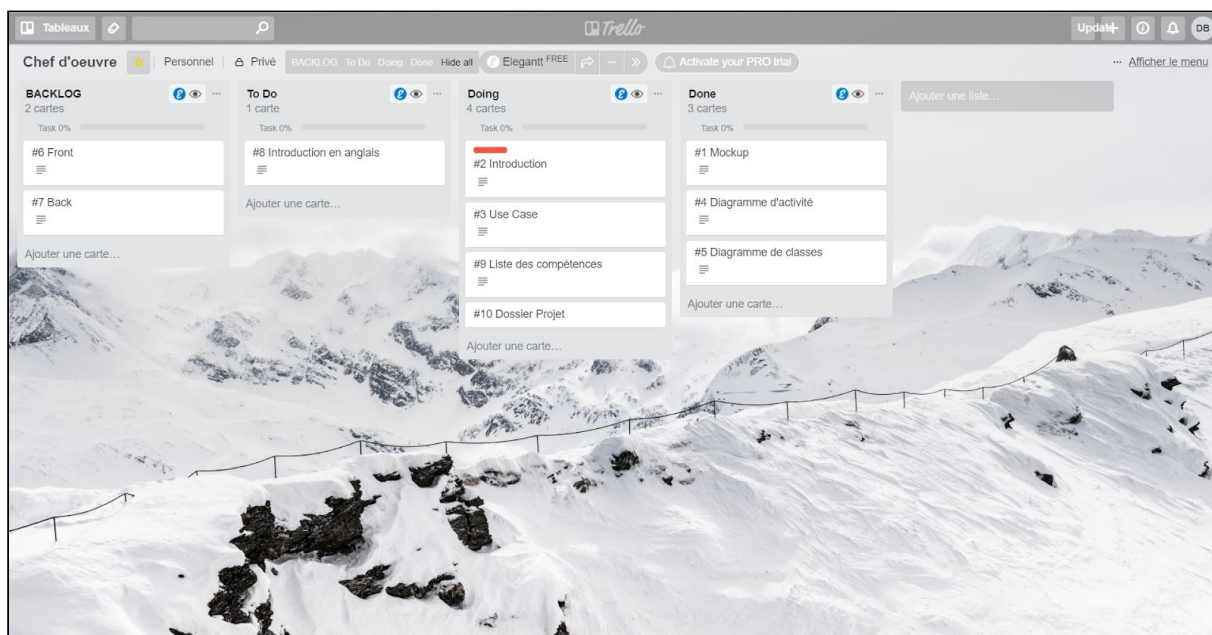 Tableaux
Trello
Update
DB
Chef d'oeuvre
Personnel
Privé
BACKLOG To Do Doing Done Hide all
Elegantt FREE
Activate your PRO trial
... Afficher le menu
BACKLOG
2 cartes
Task 0%
#6 Front
#7 Back
Ajouter une carte…
To Do
1 carte
Task 0%
#8 Introduction en anglais
Ajouter une carte…
Doing
4 cartes
Task 0%
#2 Introduction
#3 Use Case
#9 Liste des compétences
#10 Dossier Projet
Ajouter une carte…
Done
3 cartes
Task 0%
#1 Mockup
#4 Diagramme d'activité
#5 Diagramme de classes
Ajouter une carte…
Ajouter une liste…